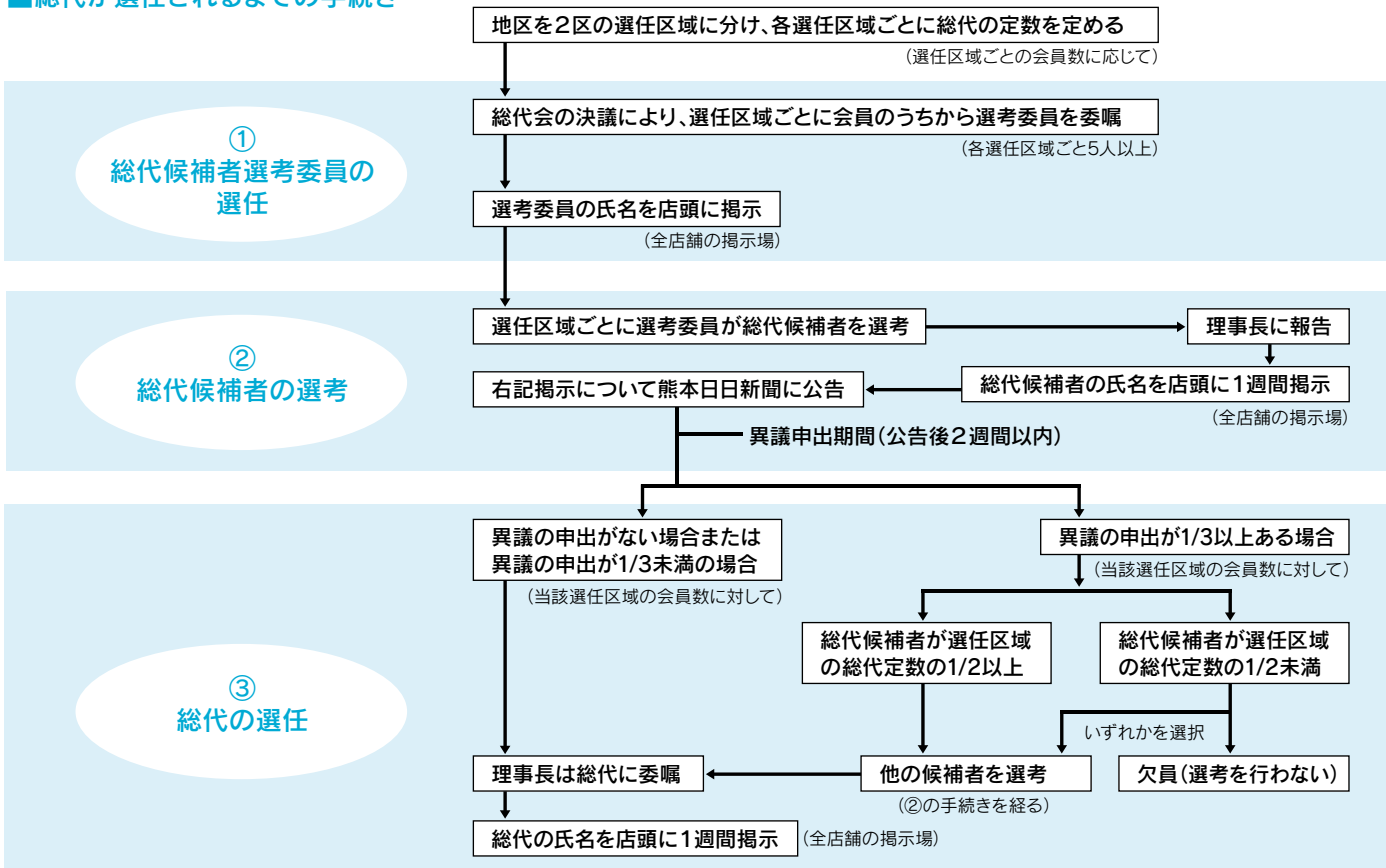 ■総代が選任されるまでの手続き
地区を2区の選任区域に分け、各選任区域ごとに総代の定数を定める
（選任区域ごとの会員数に応じて）
①
総代候補者選考委員の
選任
総代会の決議により、選任区域ごとに会員のうちから選考委員を委嘱
（各選任区域ごと5人以上）
選考委員の氏名を店頭に掲示
（全店舗の掲示場）
②
総代候補者の選考
選任区域ごとに選考委員が総代候補者を選考
理事長に報告
総代候補者の氏名を店頭に1週間掲示
（全店舗の掲示場）
右記掲示について熊本日日新聞に公告
異議申出期間（公告後2週間以内）
③
総代の選任
異議の申出がない場合または
異議の申出が1/3未満の場合
（当該選任区域の会員数に対して）
異議の申出が1/3以上ある場合
（当該選任区域の会員数に対して）
総代候補者が選任区域
の総代定数の1/2以上
総代候補者が選任区域
の総代定数の1/2未満
いずれかを選択
理事長は総代に委嘱
他の候補者を選考
（②の手続きを経る）
欠員（選考を行わない）
総代の氏名を店頭に1週間掲示
（全店舗の掲示場）